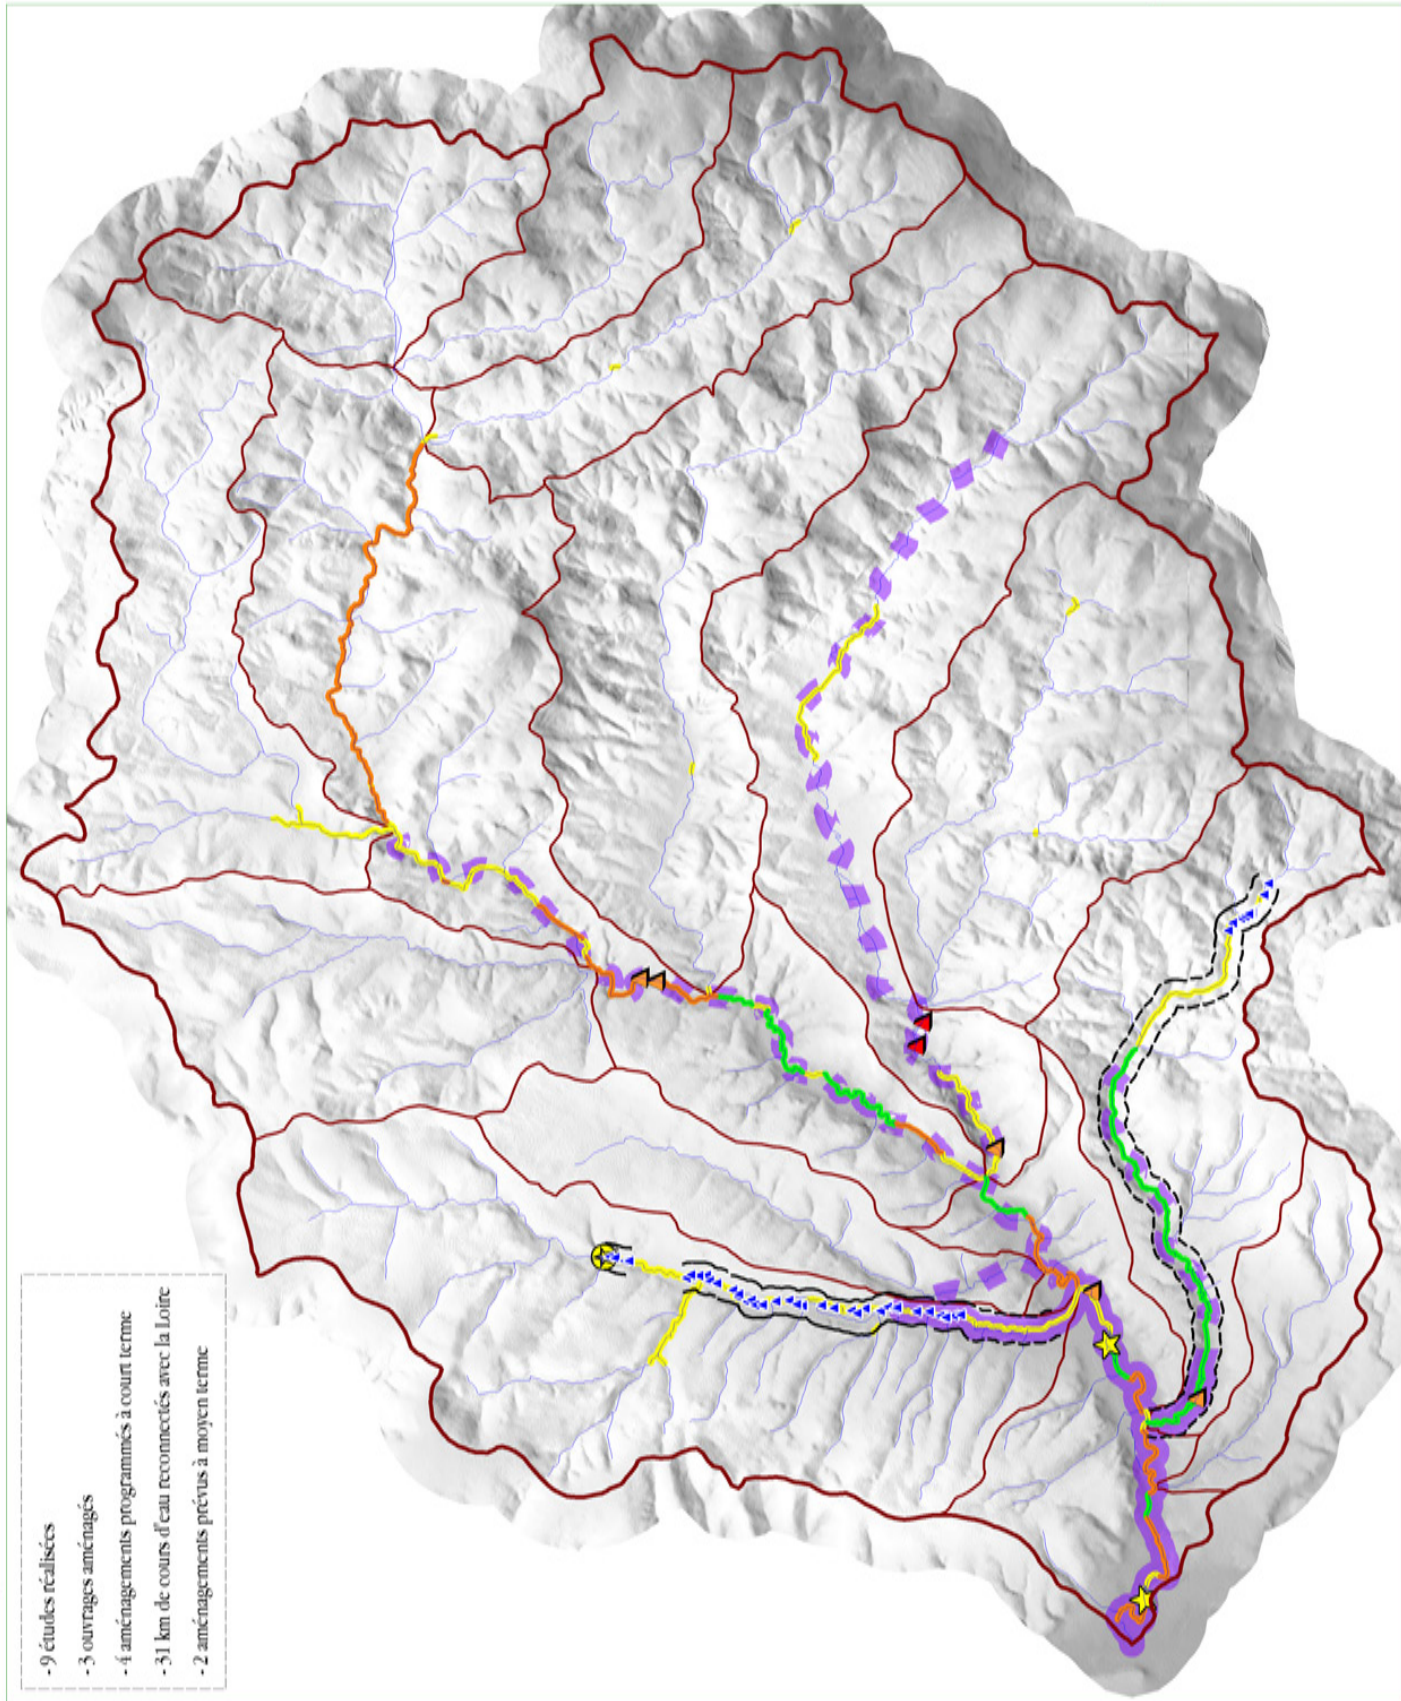 - 9 études réalisées
- 3 ouvrages aménagés
- 4 aménagements programmés à court terme
- 31 km de cours d'eau reconnectés avec la Loire
- 2 aménagements prévus à moyen terme